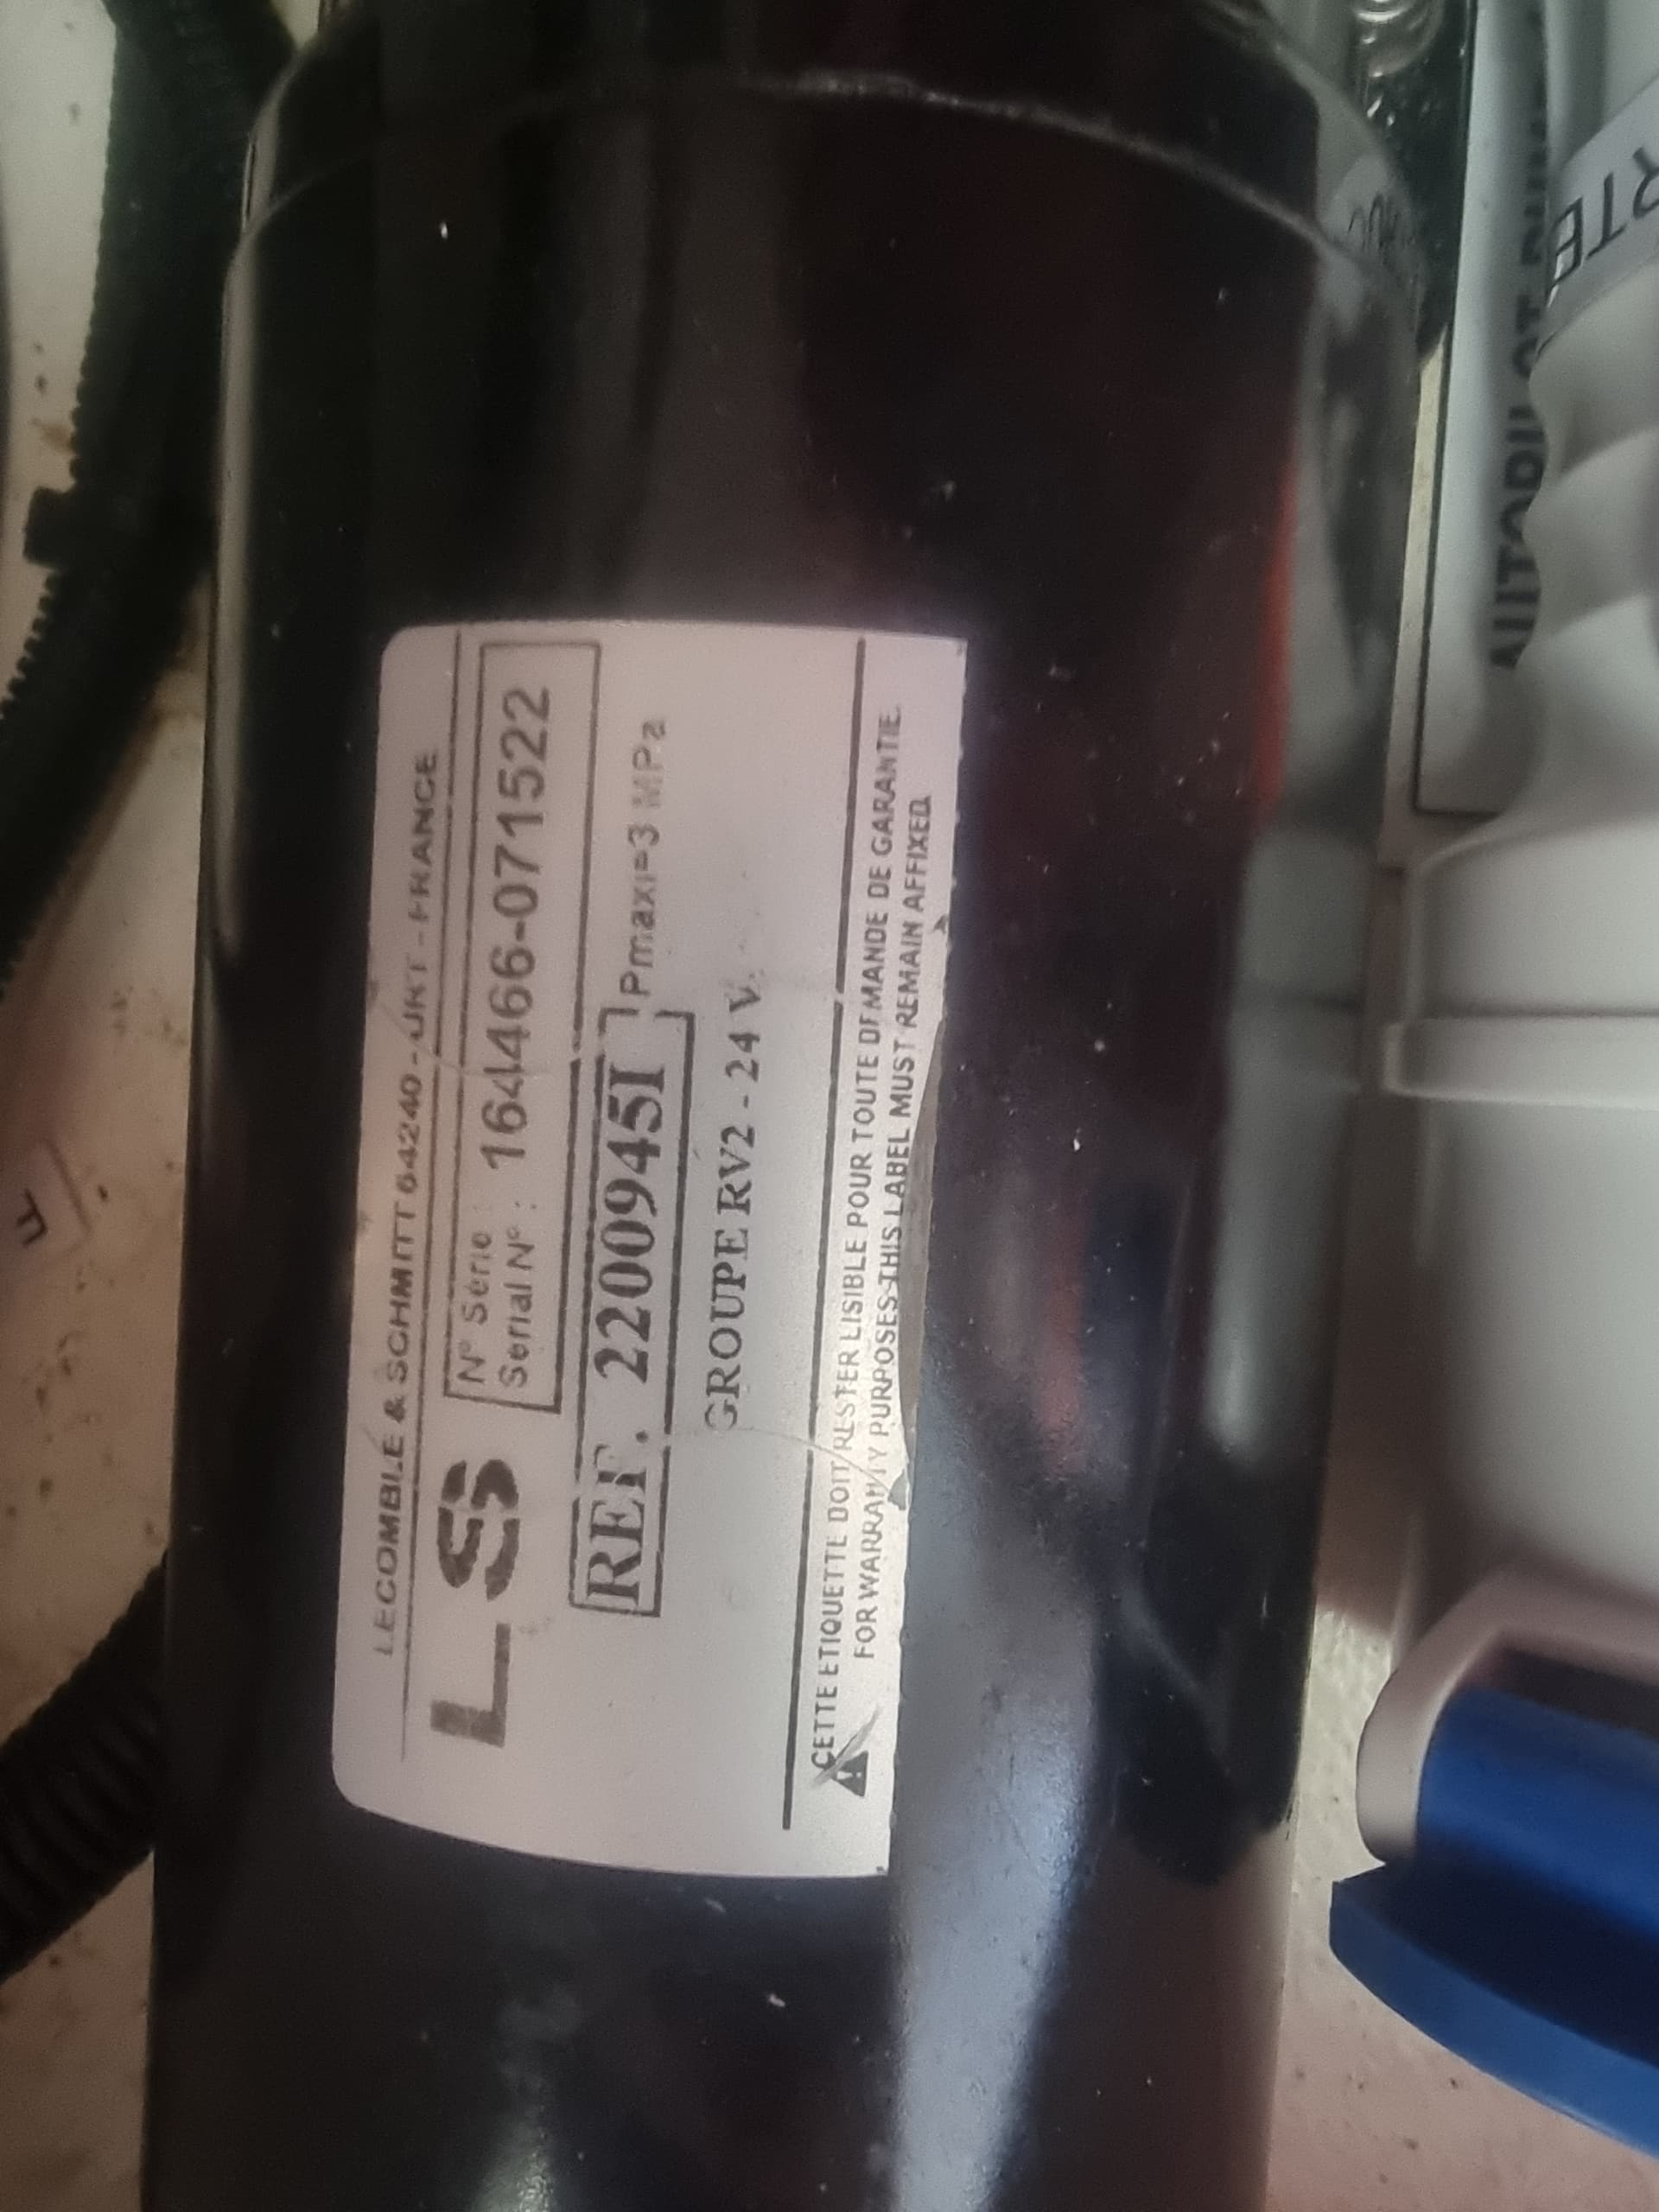 LECOMBLE & SCHMITT 64240 - URT - FRANCE
LS
N° Série :
Serial N° : 164466-071522
REF. 2200945I Pmaxi=3 MPa
GROUPE RV2 - 24 V.
CETTE ETIQUETTE DOIT RESTER LISIBLE POUR TOUTE DEMANDE DE GARANTIE.
FOR WARRANTY PURPOSES THIS LABEL MUST REMAIN AFFIXED